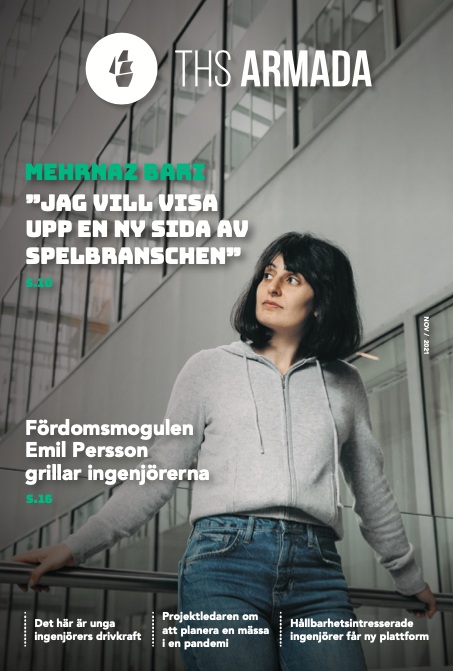 THS ARMADA
MEHRNAZ BARI
”JAG VILL VISA
UPP EN NY SIDA AV
SPELBRANSCHEN”
S.10
NOV / 2021
Fördomsmogulen
Emil Persson
grillar ingenjörerna
S.16
Det här är unga
ingenjörers drivkraft
Projektledaren om
att planera en mässa
i en pandemi
Hållbarhetsintresserade
ingenjörer får ny plattform